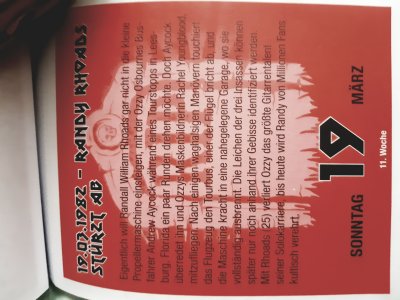 19.03.1982 – RANDY RHOADS
STÜRZT AB
Eigentlich will Randall William Rhoads gar nicht in die kleine
Propellermaschine einsteigen, mit der Ozzy Osbournes Bus-
fahrer Andrew Aycock während eines Tourstopps in Lees-
burg, Florida ein paar Runden drehen möchte. Doch Aycock
überredet ihn und Ozzys Maskenbildnerin Rachel Youngblood,
mitzufliegen. Nach einigen waghalsigen Manövern touchiert
das Flugzeug den Tourbus, einer der Flügel bricht ab und
die Maschine kracht in eine nahegelegene Garage, wo sie
vollständig ausbrennt. Die Leichen der drei Insassen können
später nur noch anhand ihrer Gebisse identifiziert werden.
Mit Rhoads (25) verliert Ozzy das größte Gitarrentalent
seiner Solokarriere, bis heute wird Randy von Millionen Fans
kultisch verehrt.
SONNTAG
19
MÄRZ
11. Woche